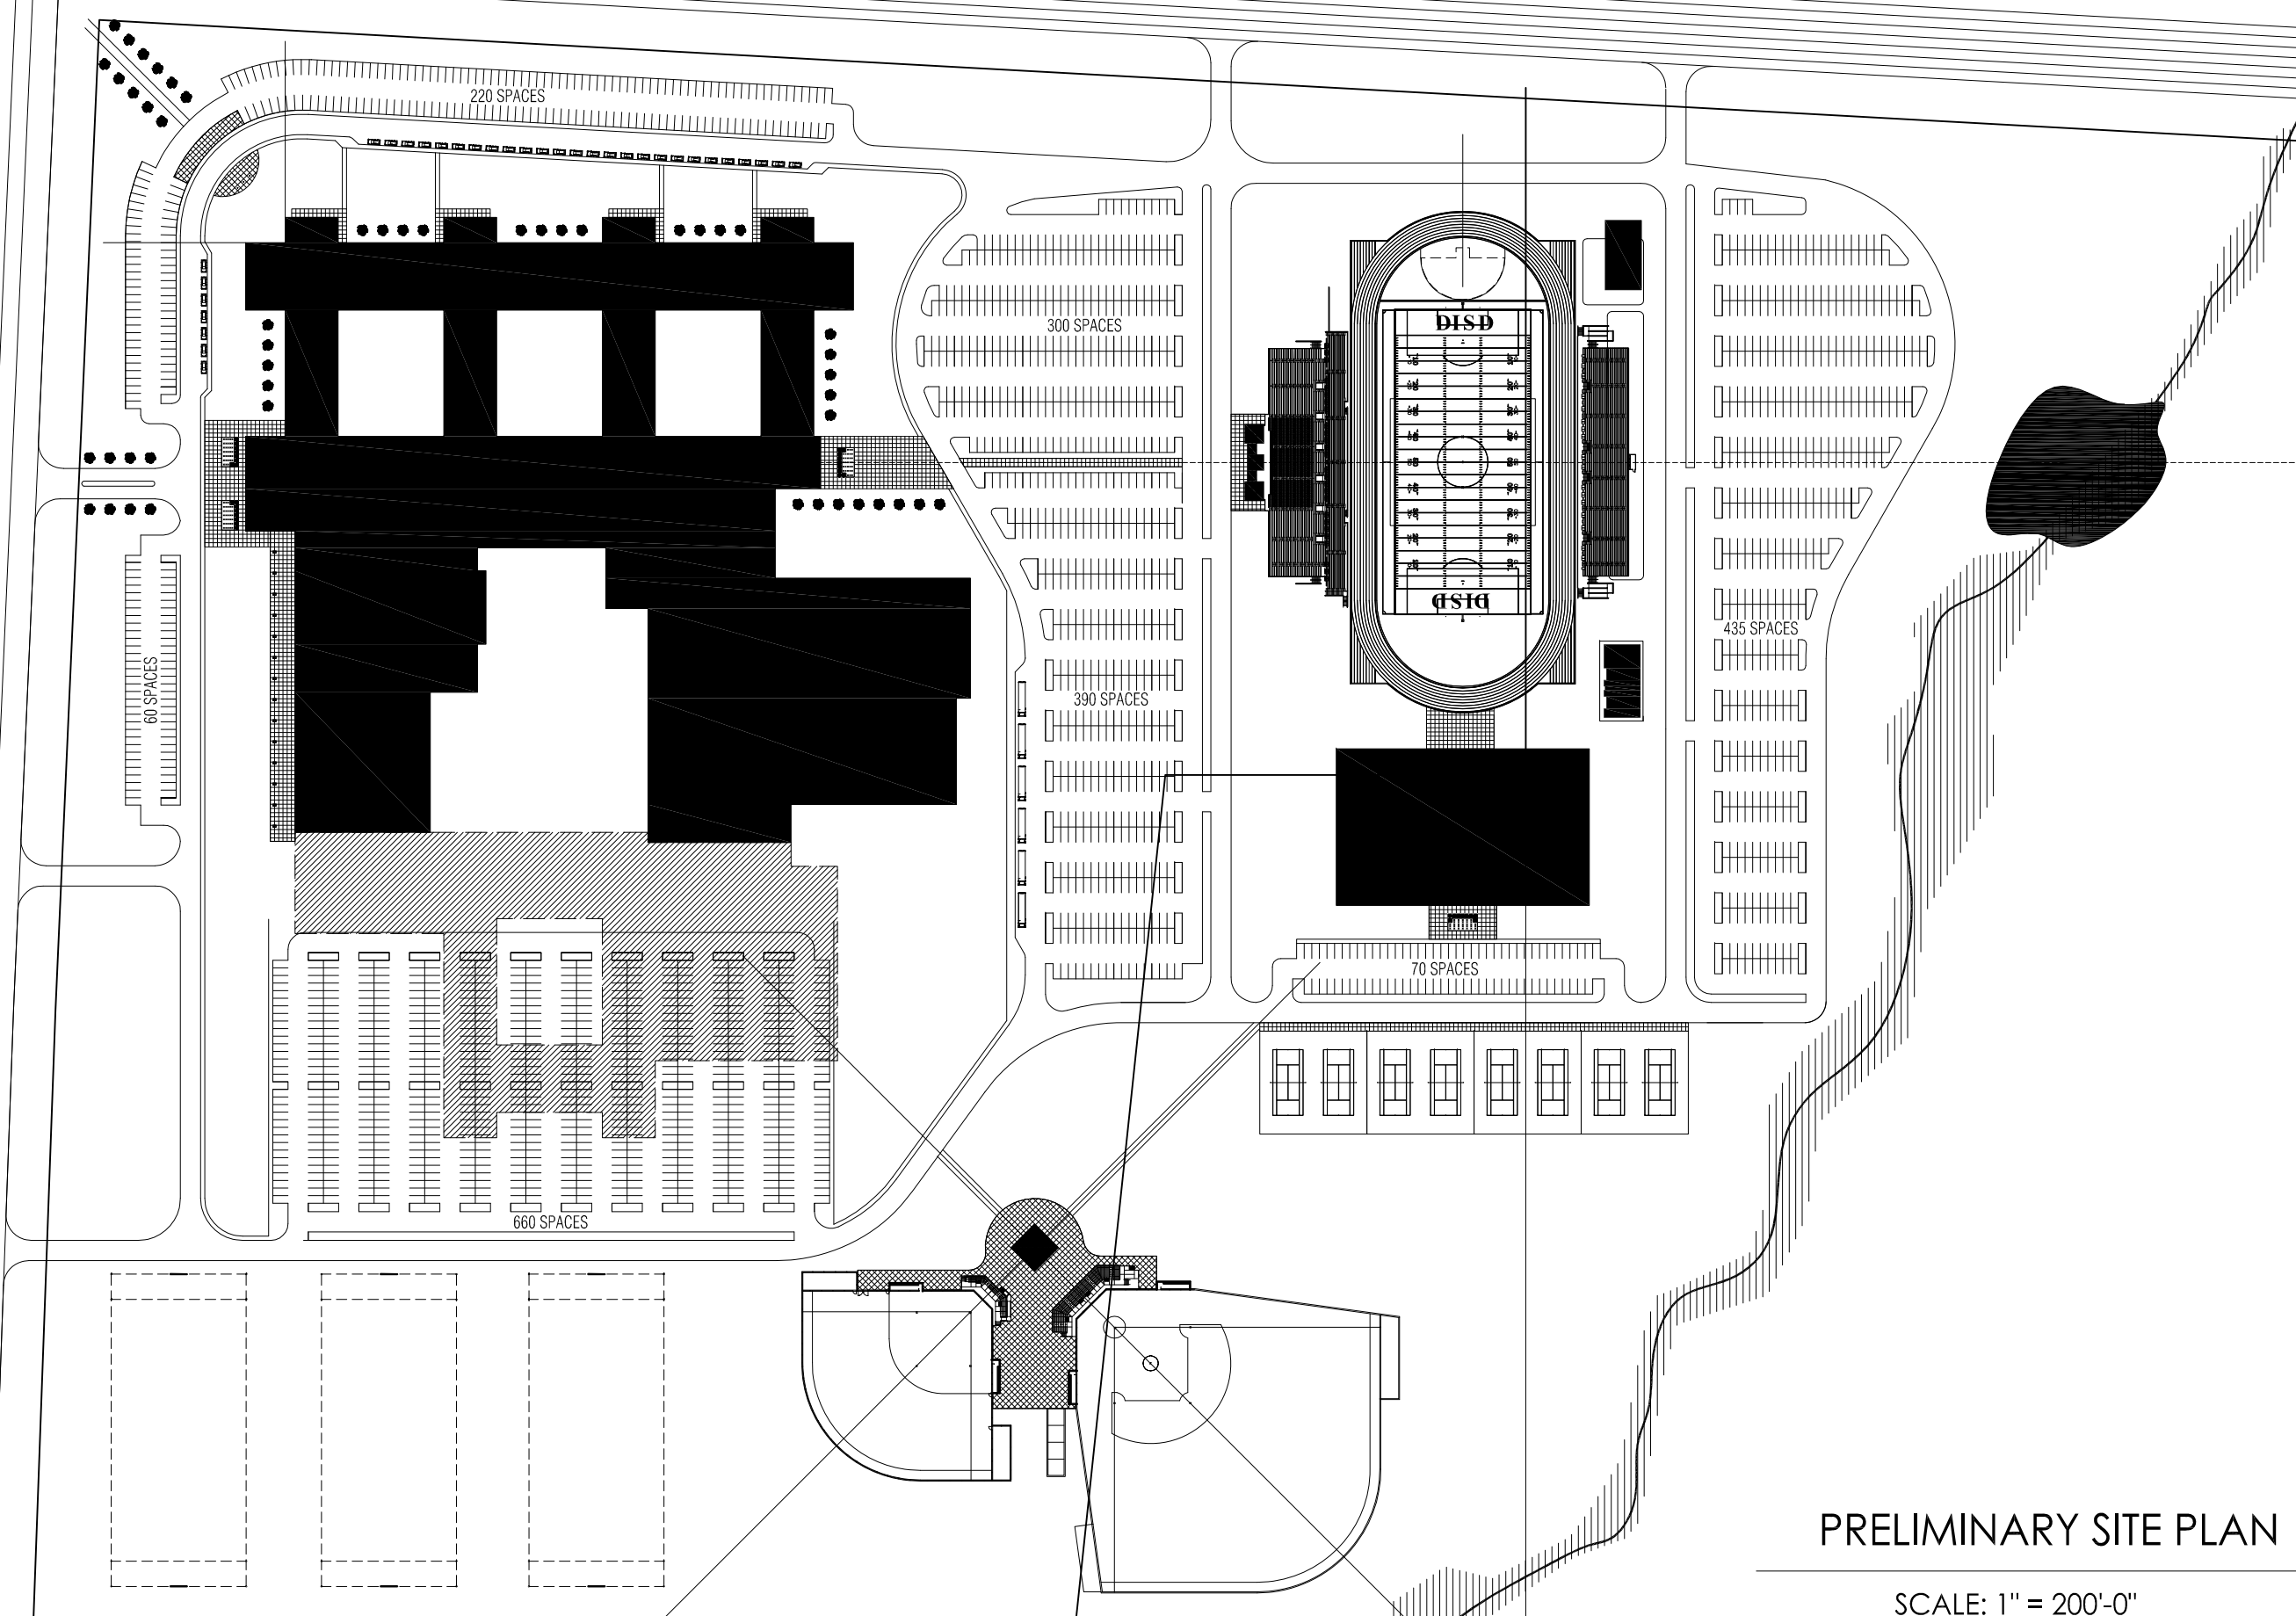 220 SPACES
300 SPACES
DISD
435 SPACES
60 SPACES
390 SPACES
DISD
70 SPACES
660 SPACES
PRELIMINARY SITE PLAN
SCALE: 1" = 200'-0"